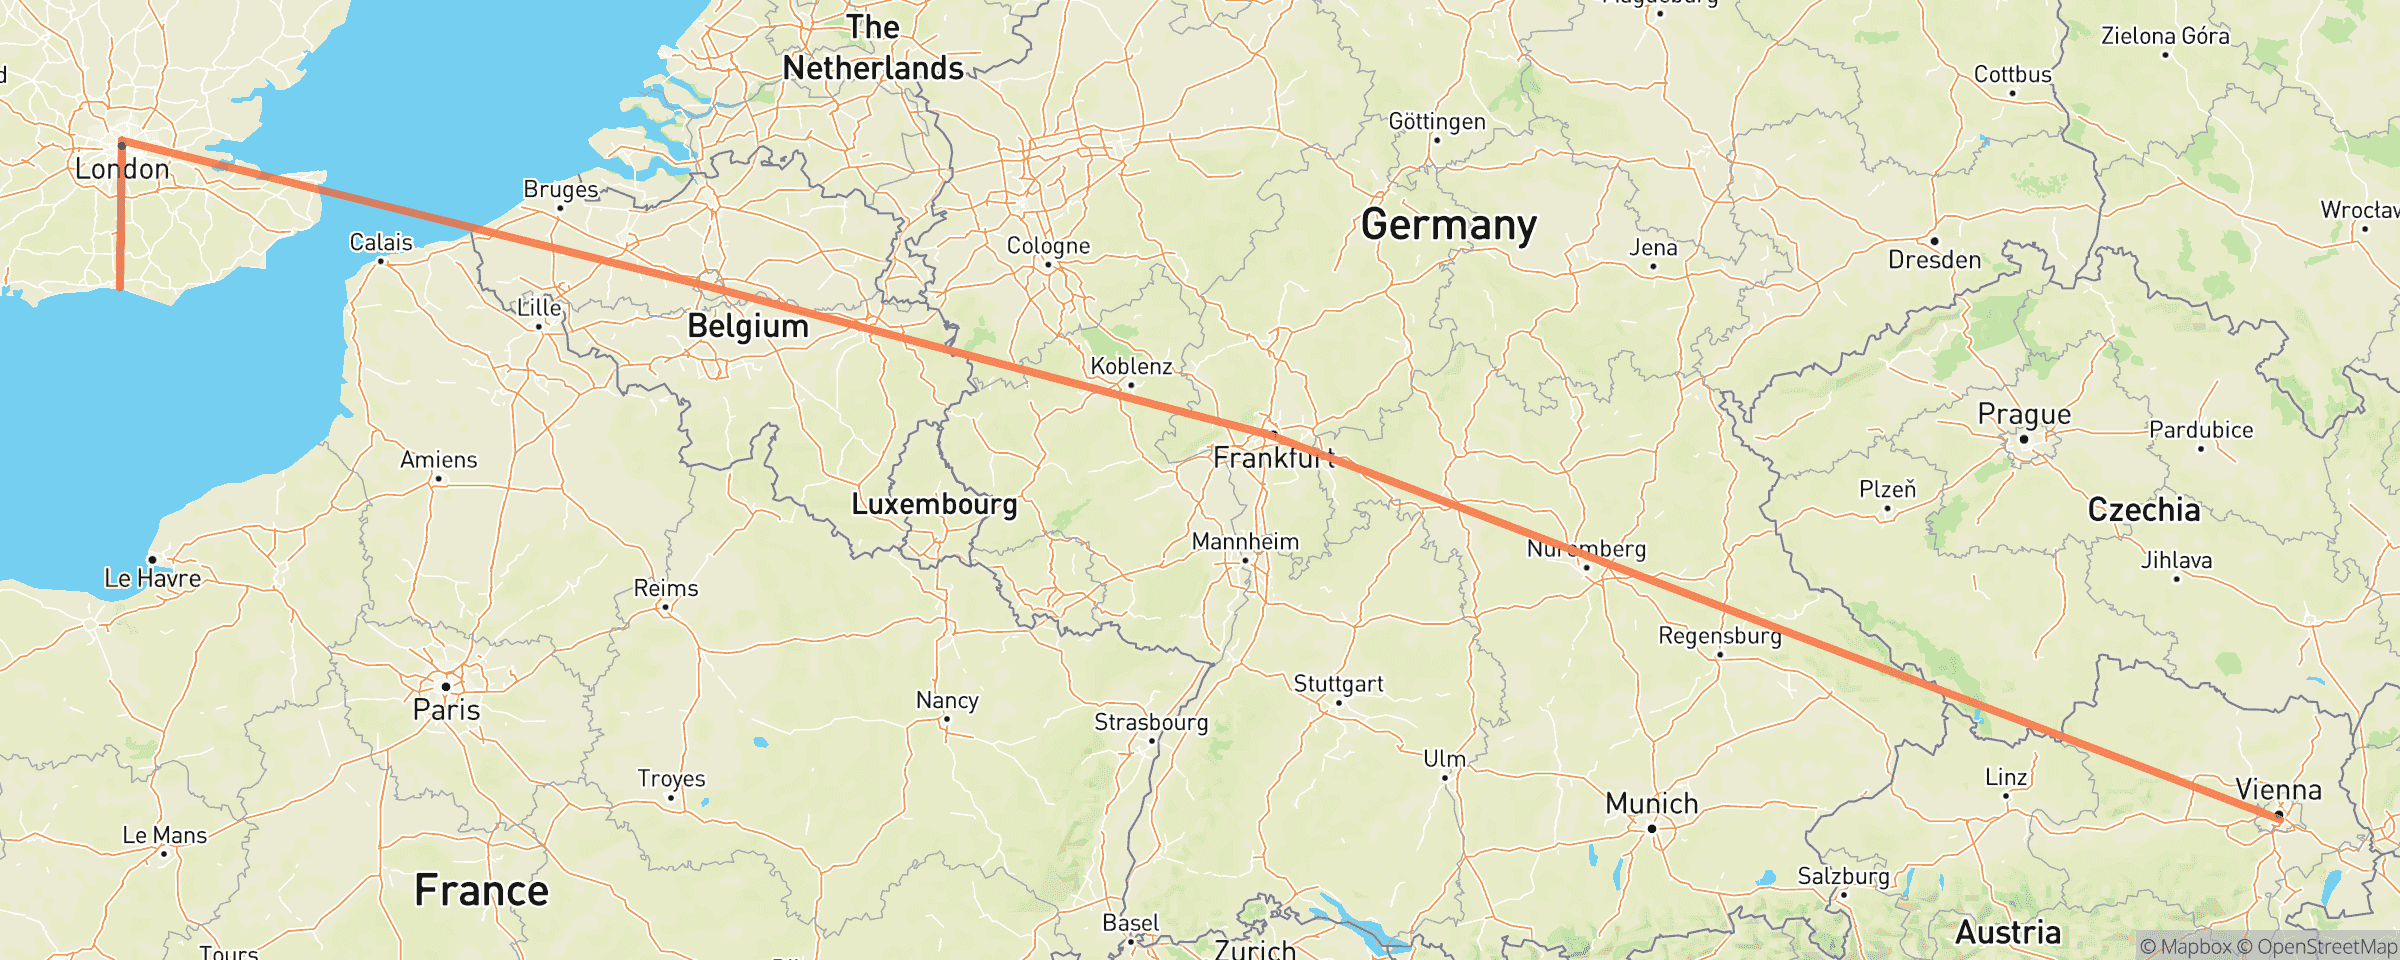 The
Netherlands
Zielona Góra
Cottbus
Göttingen
London
Bruges
Germany
Wrocław
Calais
Cologne
Jena
Dresden
Lille
Belgium
Koblenz
Prague
Pardubice
Amiens
Frankfurt
Plzeň
Luxembourg
Czechia
Mannheim
Nuremberg
Jihlava
Le Havre
Reims
Regensburg
Stuttgart
Nancy
Paris
Strasbourg
Ulm
Troyes
Linz
Vienna
Munich
Le Mans
Salzburg
France
Basel
Austria
Zurich
Tours
© Mapbox © OpenStreetMap